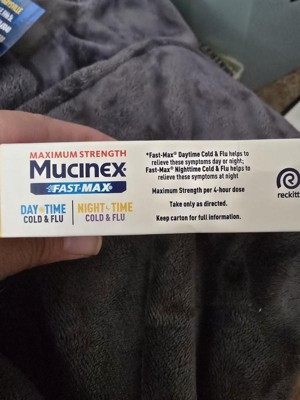 MAXIMUM STRENGTH
Mucinex
FAST-MAX
DAY TIME
COLD & FLU
NIGHT TIME
COLD & FLU
*Fast-Max® Daytime Cold & Flu helps to
relieve these symptoms day or night;
Fast-Max® Nighttime Cold & Flu helps to
relieve these symptoms at night
Maximum Strength per 4-hour dose
Take only as directed.
Keep carton for full information.
reckitt